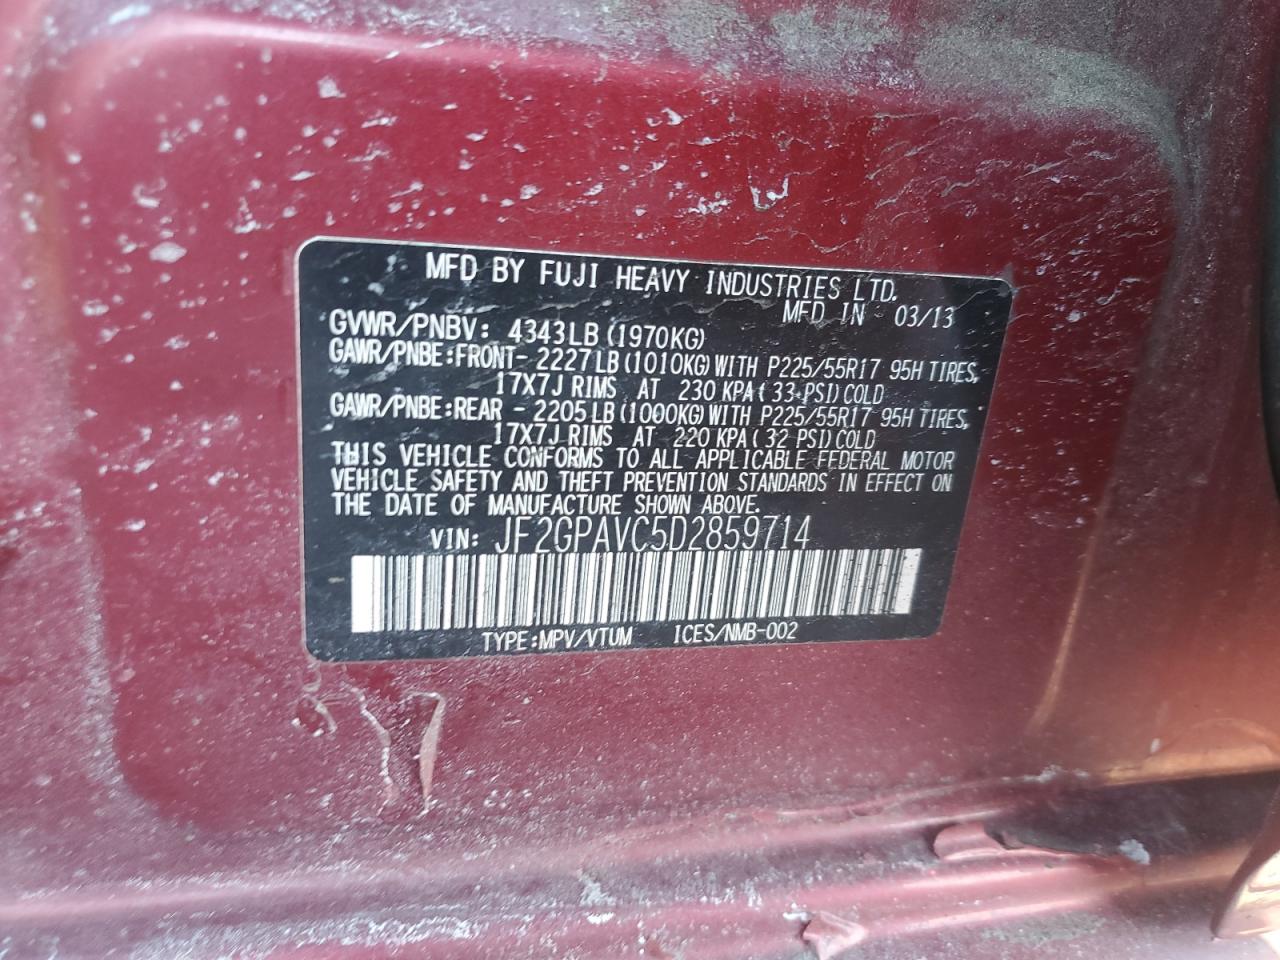 MFD BY FUJI HEAVY INDUSTRIES LTD.
MFD IN 03/13
GVWR/PNBV: 4343LB (1970KG)
GAWR/PNBE:FRONT- 2227LB(1010KG)WITH P225/55R17 95H TIRES,
17X7J RIMS AT 230 KPA( 33 PSI)COLD
GAWR/PNBE:REAR - 2205LB(1000KG)WITH P225/55R17 95H TIRES,
17X7J RIMS AT 220 KPA( 32 PSI)COLD
THIS VEHICLE CONFORMS TO ALL APPLICABLE FEDERAL MOTOR
VEHICLE SAFETY AND THEFT PREVENTION STANDARDS IN EFFECT ON
THE DATE OF MANUFACTURE SHOWN ABOVE.
VIN: JF2GPAVC5D2859714
TYPE:MPV/VTUM ICES/NMB-002